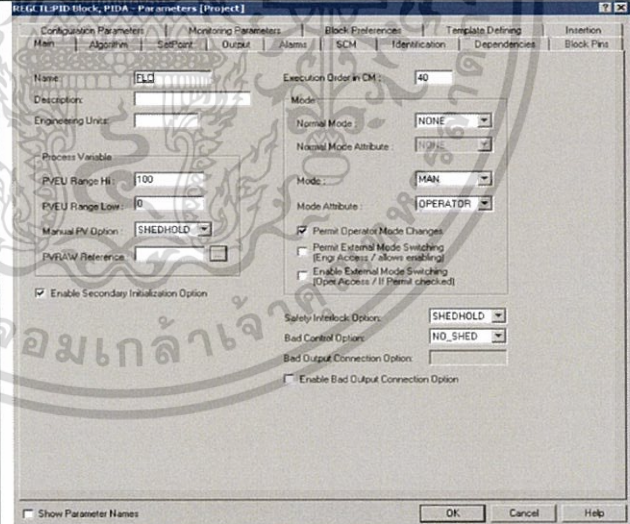 REGCTL:PID Block, PIDA - Parameters [Project]
Configuration Parameters Monitoring Parameters Block Preferences Template Defining Insertion
Main Algorithm SetPoint Output Alarms SCM Identification Dependencies Block Pins
Name: FLC
Description:
Engineering Units:
Process Variable
PVEU Range Hi: 100
PVEU Range Low: 0
Manual PV Option: SHEDHOLD
PVRAW Reference: ...
Enable Secondary Initialization Option
Execution Order in CM : 40
Mode
Normal Mode : NONE
Normal Mode Attribute : NONE
Mode : MAN
Mode Attribute : OPERATOR
Permit Operator Mode Changes
Permit External Mode Switching
(Engr Access / allows enabling)
Enable External Mode Switching
(Oper Access / If Permit checked)
Safety Interlock Option: SHEDHOLD
Bad Control Option: NO_SHED
Bad Output Connection Option:
Enable Bad Output Connection Option
Show Parameter Names
OK Cancel Help